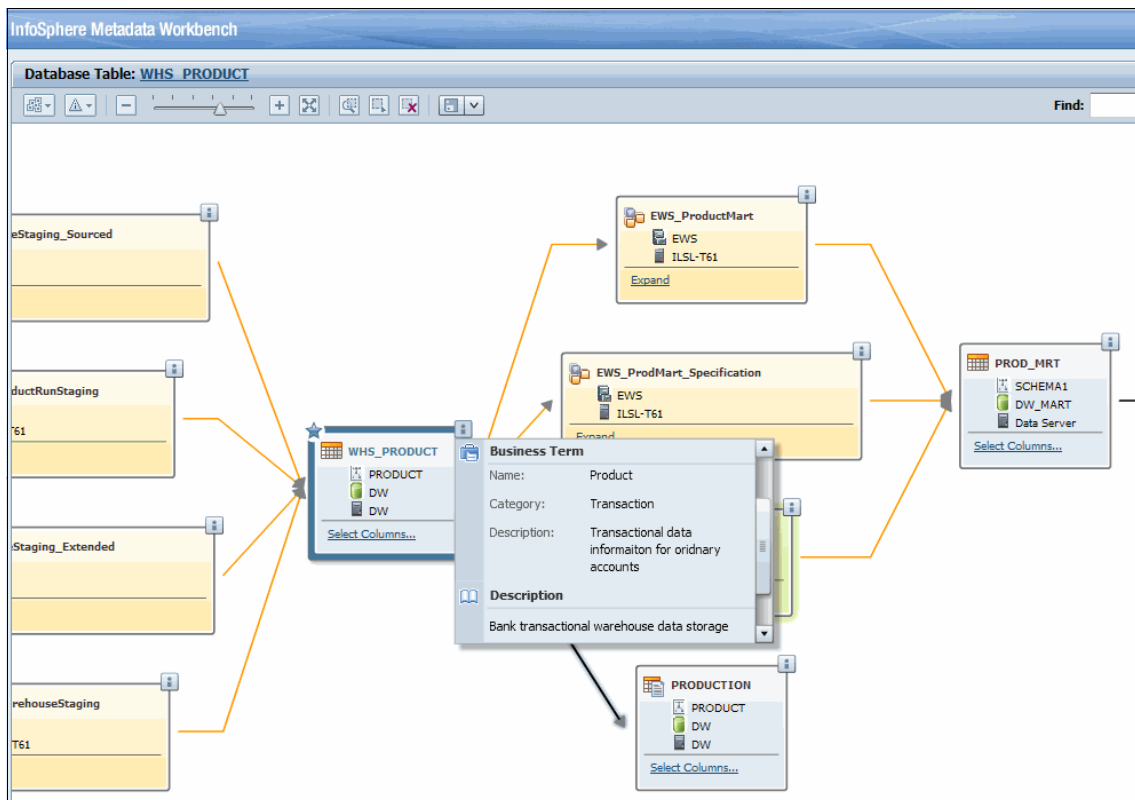 InfoSphere Metadata Workbench
Database Table: WHS_PRODUCT
Find:
eStaging_Sourced
ductRunStaging
T61
eStaging_Extended
rehouseStaging
T61
WHS_PRODUCT
PRODUCT
DW
DW
Select Columns...
EWS_ProductMart
EWS
ILSL-T61
Expand
EWS_ProdMart_Specification
EWS
ILSL-T61
Expand
Business Term
Name: Product
Category: Transaction
Description: Transactional data
informaiton for oridnary
accounts
Description
Bank transactional warehouse data storage
PROD_MRT
SCHEMA1
DW_MART
Data Server
Select Columns...
PRODUCTION
PRODUCT
DW
DW
Select Columns...